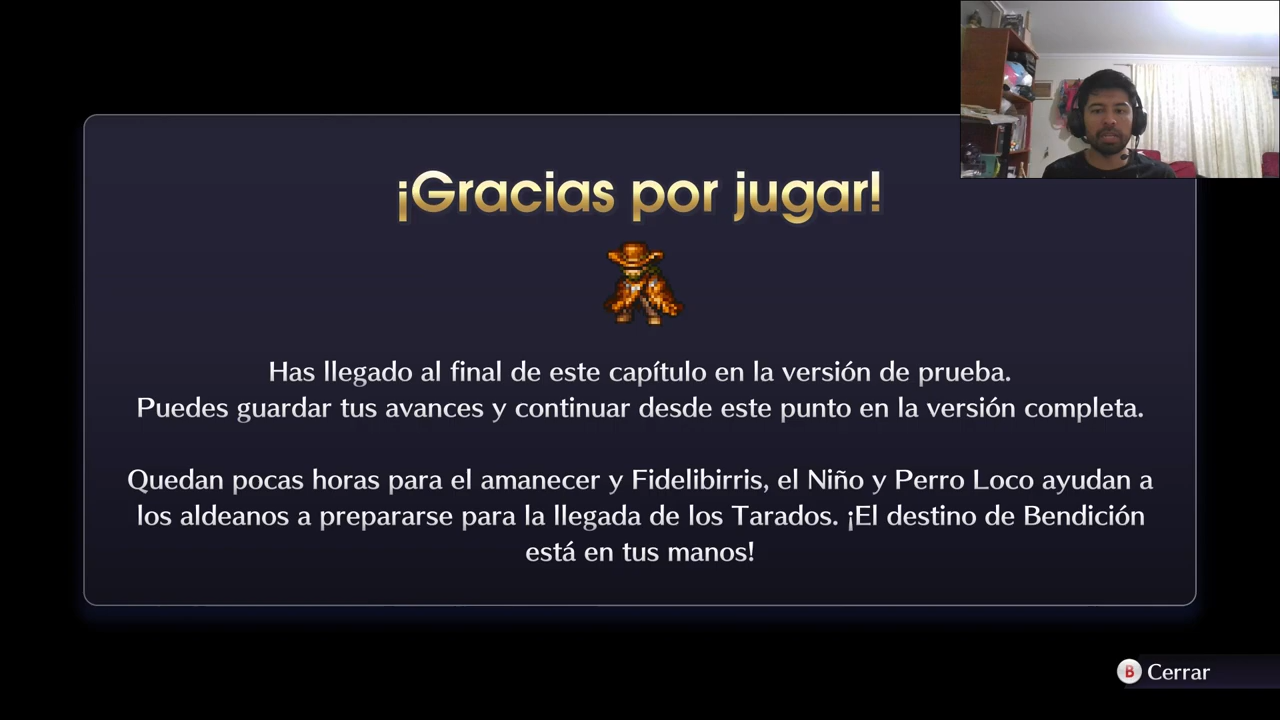 ¡Gracias por jugar!
Has llegado al final de este capítulo en la versión de prueba.
Puedes guardar tus avances y continuar desde este punto en la versión completa.
Quedan pocas horas para el amanecer y Fidelibirris, el Niño y Perro Loco ayudan a
los aldeanos a prepararse para la llegada de los Tarados. ¡El destino de Bendición
está en tus manos!
B Cerrar